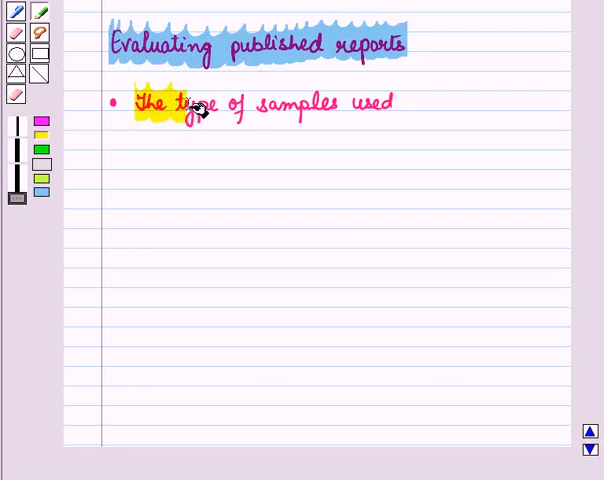 Evaluating published reports
• The type of samples used